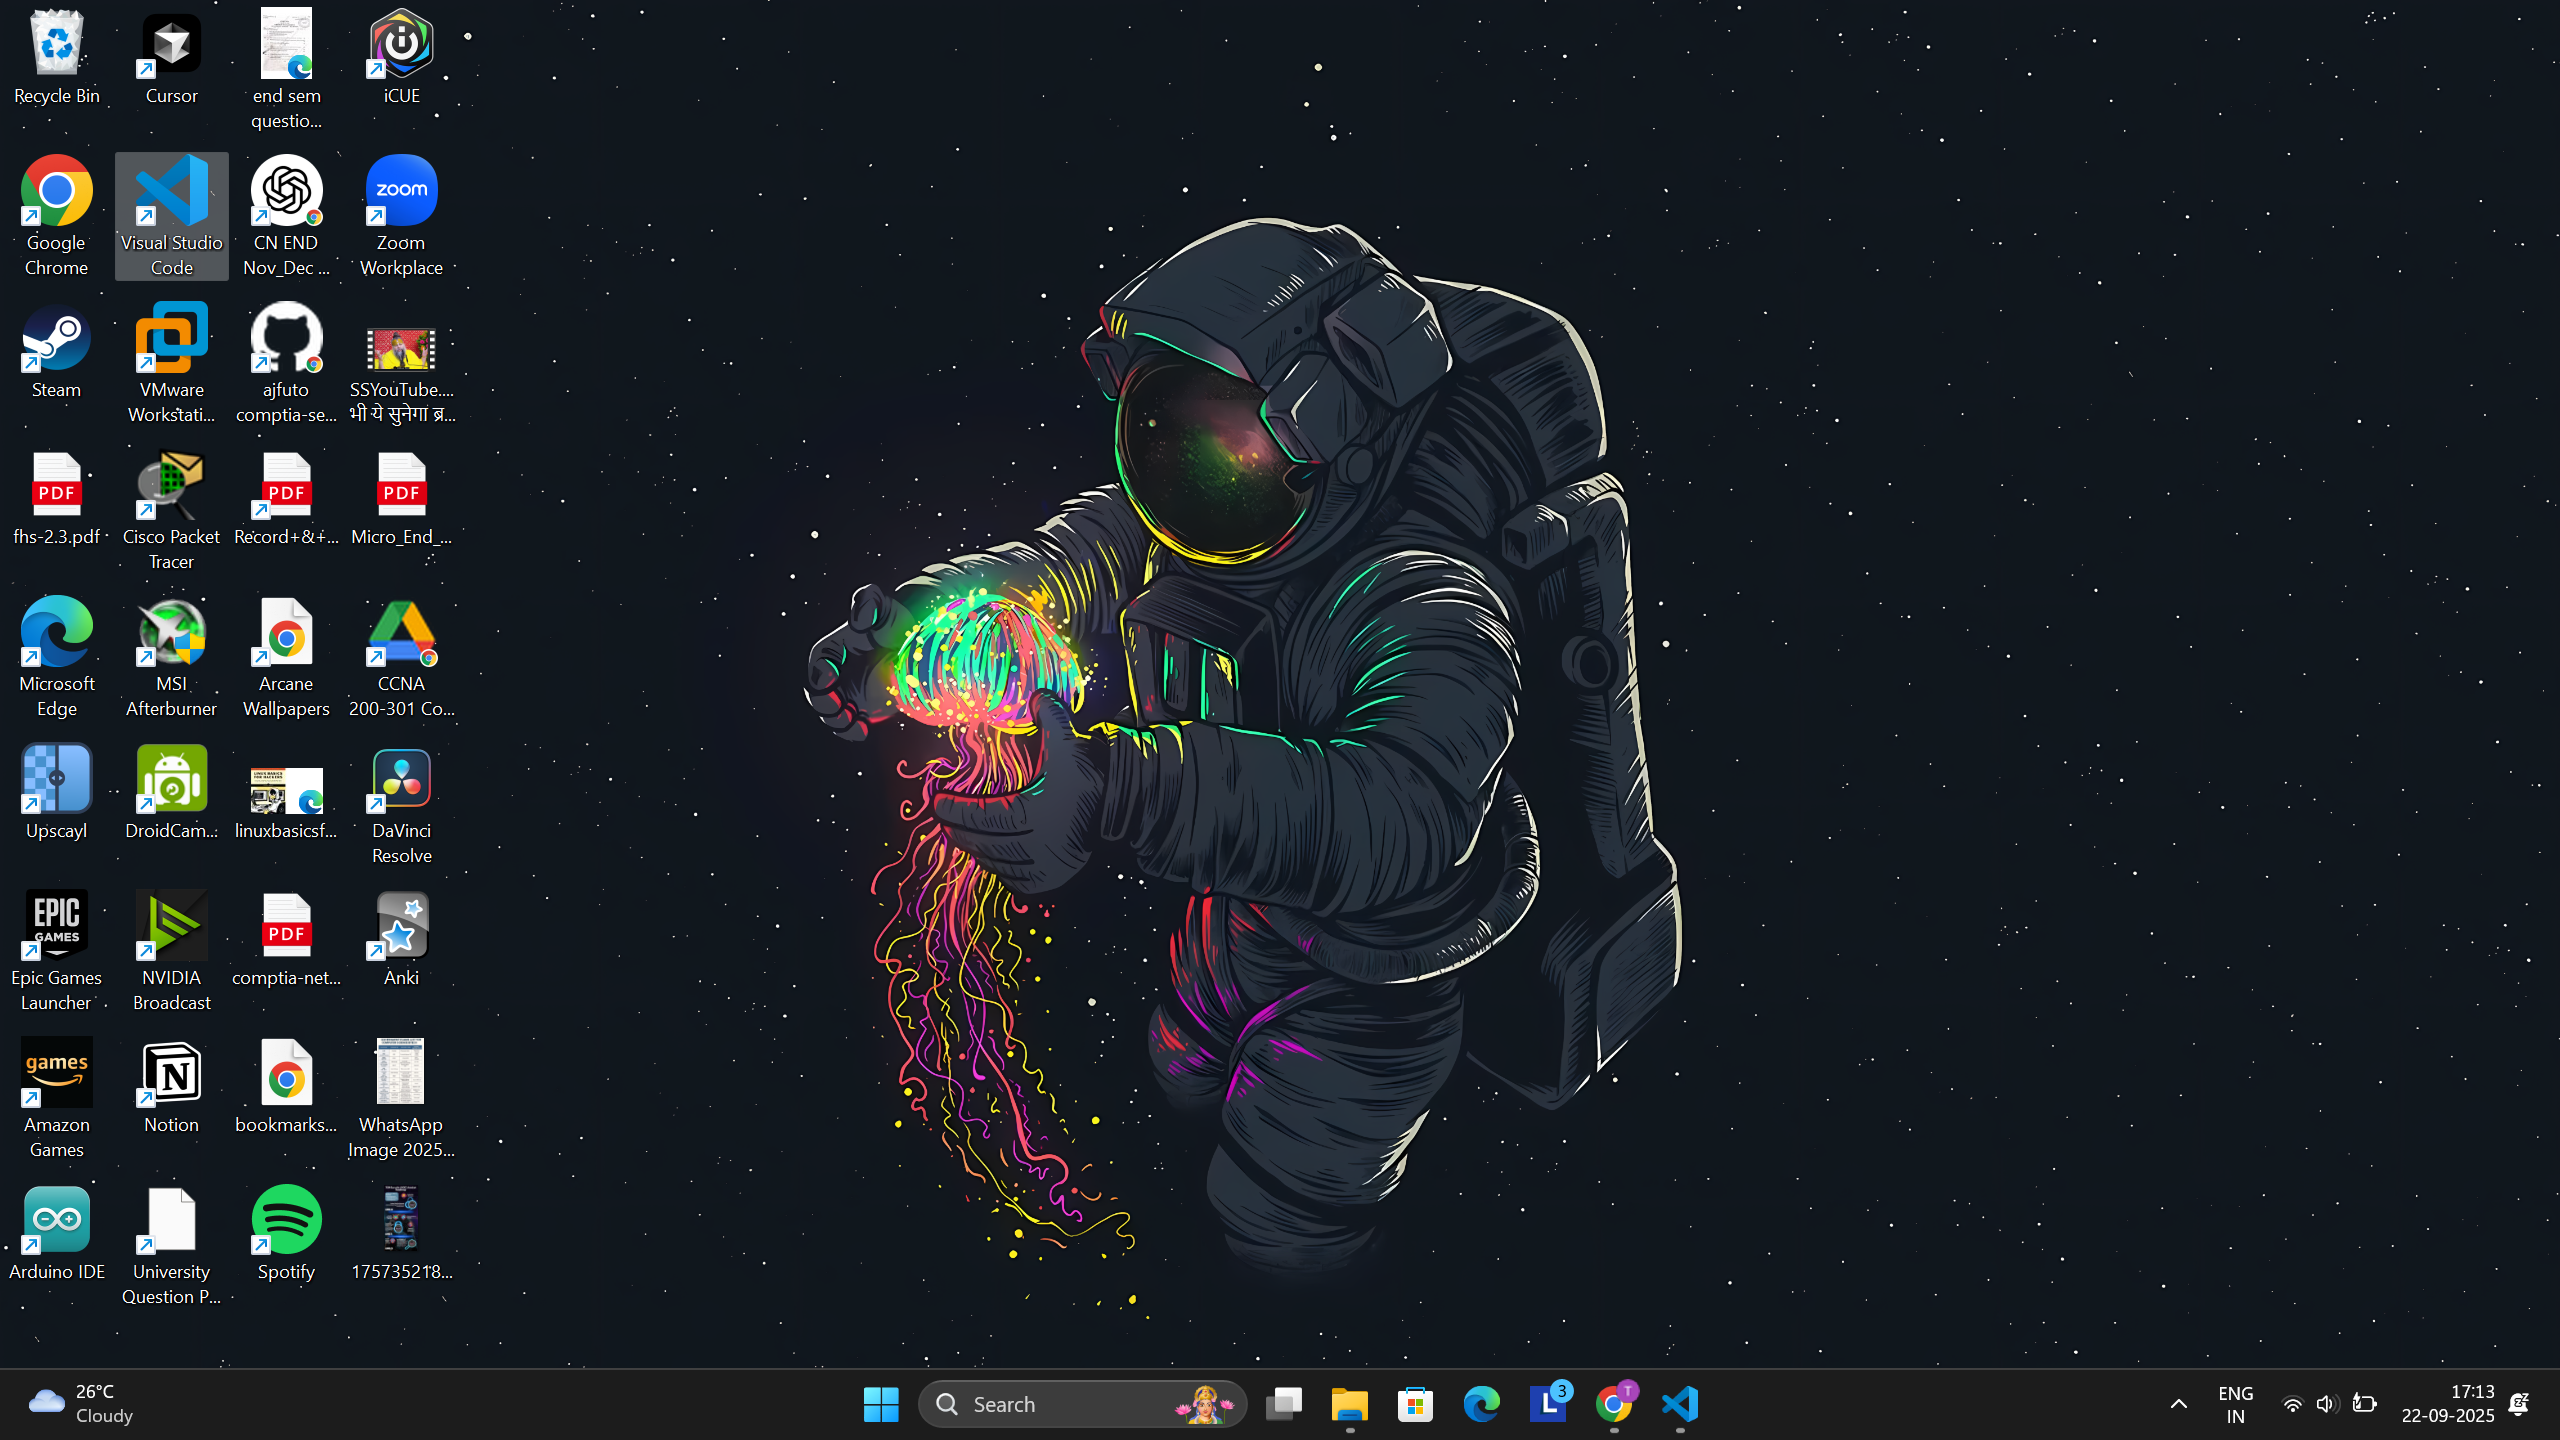 Recycle Bin
Cursor
end sem
questio...
iCUE
Google
Chrome
Visual Studio
Code
CN END
Nov_Dec ...
zoom
Zoom
Workplace
Steam
VMware
Workstati...
ajfuto
comptia-se...
SSYouTube....
भी ये सुनेगा ब्र...
PDF
fhs-2.3.pdf
Cisco Packet
Tracer
PDF
Record+&+...
PDF
Micro_End_...
Microsoft
Edge
MSI
Afterburner
Arcane
Wallpapers
CCNA
200-301 Co...
Upscayl
DroidCam...
linuxbasicsf...
DaVinci
Resolve
EPIC
GAMES
Epic Games
Launcher
NVIDIA
Broadcast
PDF
comptia-net...
Anki
games
Amazon
Games
N
Notion
bookmarks...
WhatsApp
Image 2025...
Arduino IDE
University
Question P...
Spotify
175735218...
26°C
Cloudy
Search
L
3
T
ENG
IN
17:13
22-09-2025